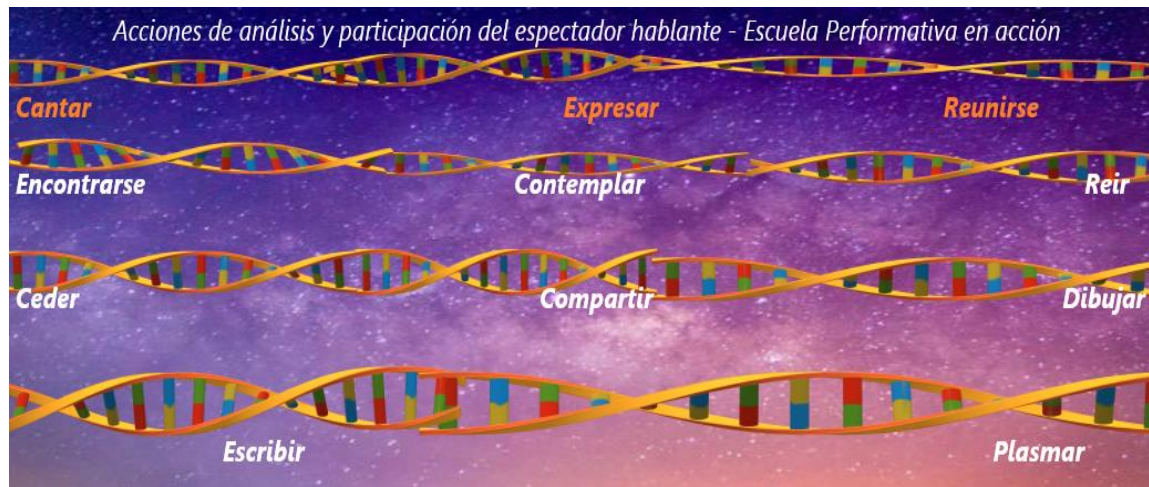 Acciones de análisis y participación del espectador hablante - Escuela Performativa en acción
Cantar Expresar Reunirse
Encontrarse Contemplar Reir
Ceder Compartir Dibujar
Escribir Plasmar